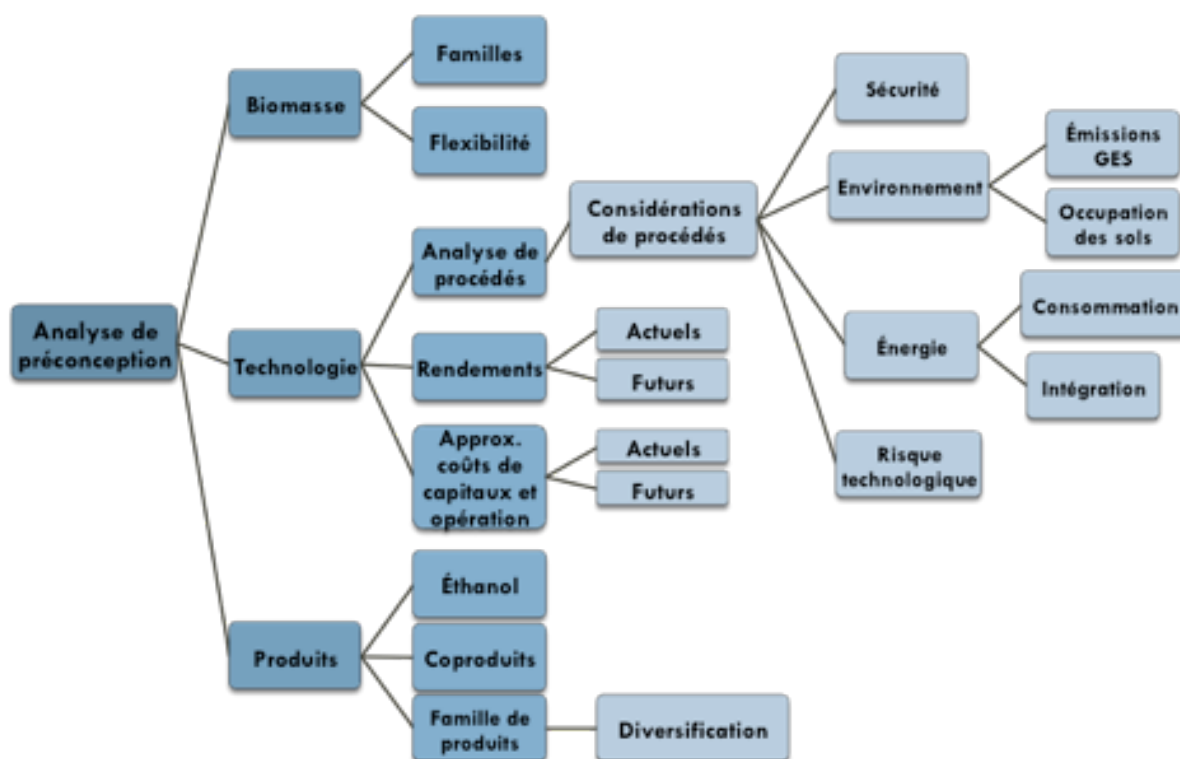 Analyse de
préconception
Biomasse
Familles
Flexibilité
Technologie
Analyse de
procédés
Considérations
de procédés
Sécurité
Environnement
Émissions
GES
Occupation
des sols
Énergie
Consommation
Intégration
Risque
technologique
Rendements
Actuels
Futurs
Approx.
coûts de
capitaux et
opération
Actuels
Futurs
Produits
Éthanol
Coproduits
Famille de
produits
Diversification